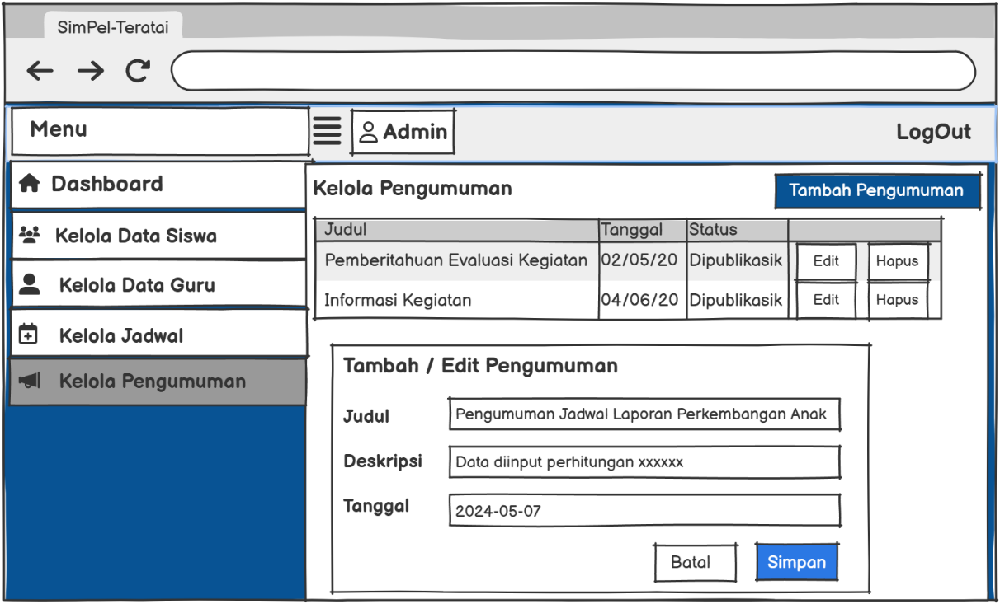 SimPel-Teratai
Menu
Admin
LogOut
Dashboard
Kelola Data Siswa
Kelola Data Guru
Kelola Jadwal
Kelola Pengumuman
Kelola Pengumuman
Tambah Pengumuman
Judul Tanggal Status
Pemberitahuan Evaluasi Kegiatan 02/05/20 Dipublikasik Edit Hapus
Informasi Kegiatan 04/06/20 Dipublikasik Edit Hapus
Tambah / Edit Pengumuman
Judul Pengumuman Jadwal Laporan Perkembangan Anak
Deskripsi Data diinput perhitungan xxxxxx
Tanggal 2024-05-07
Batal Simpan